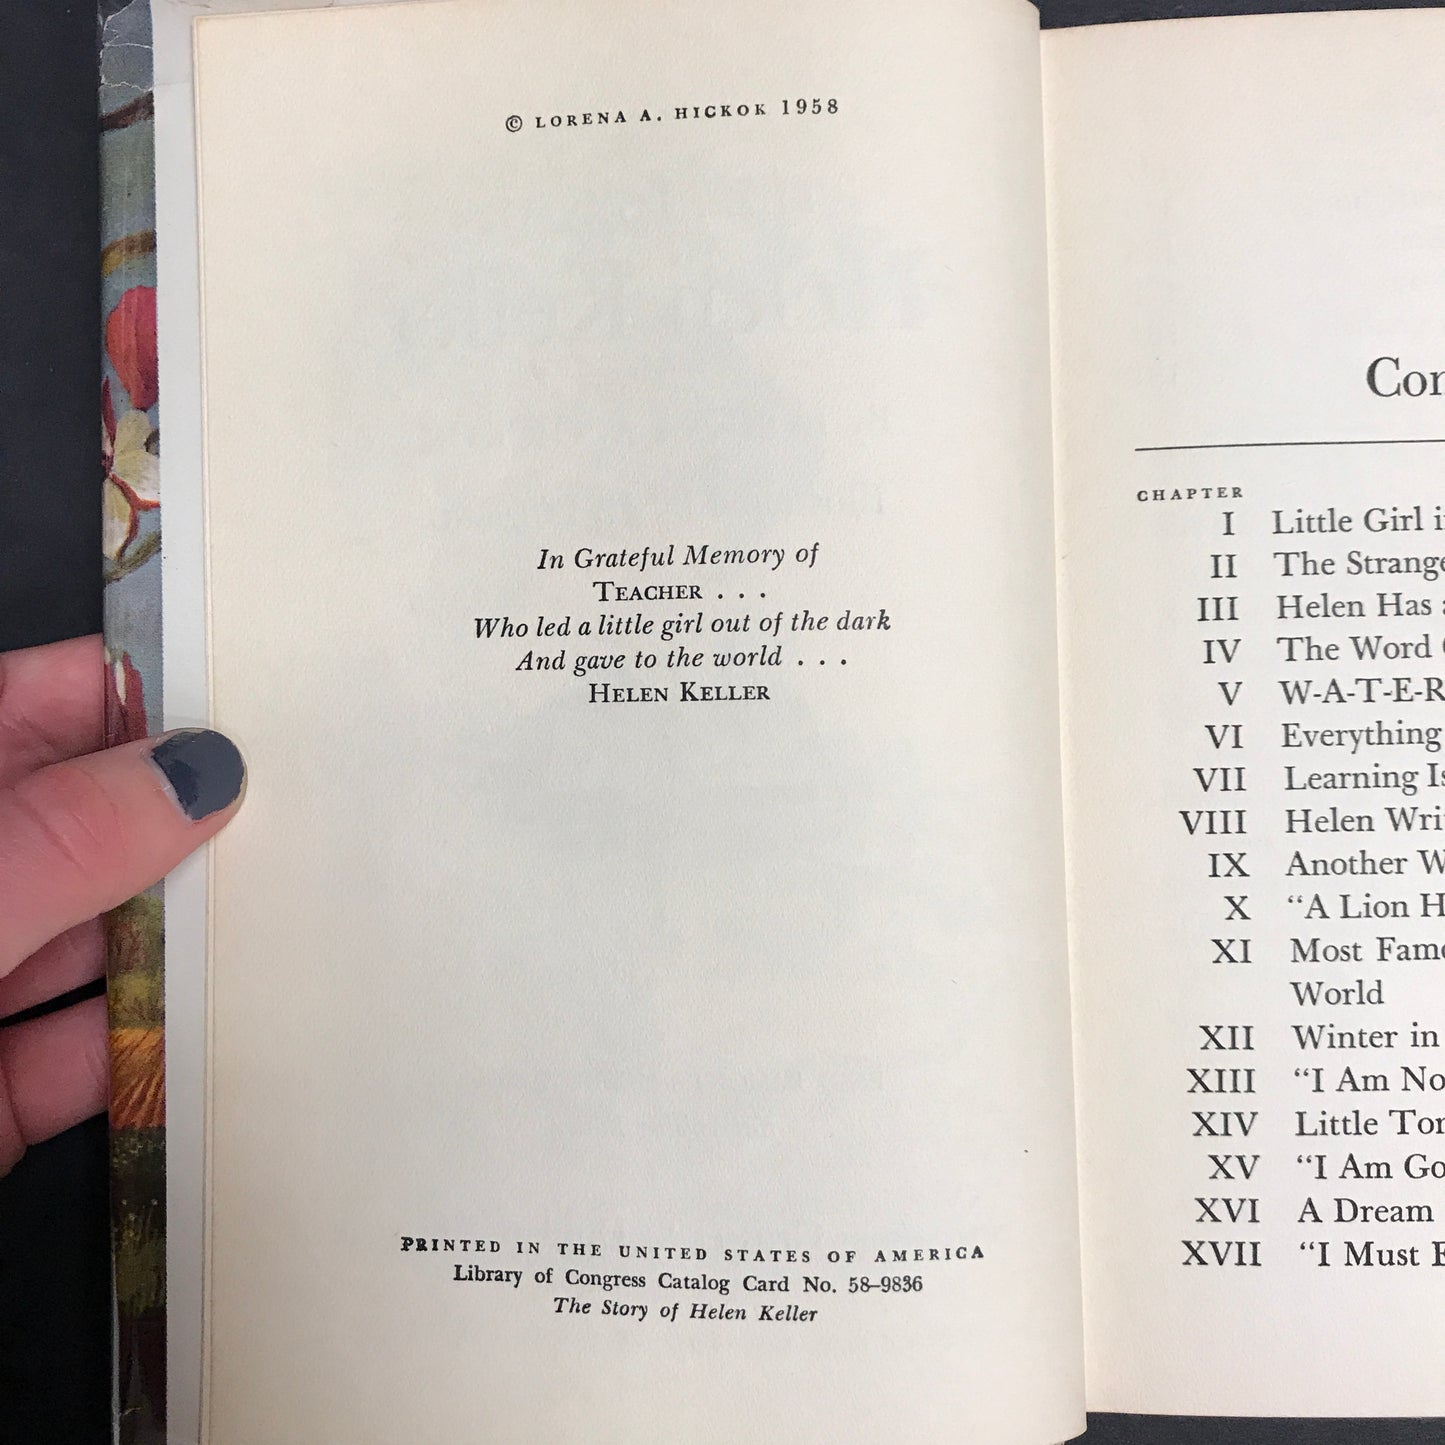 © LORENA A. HICKOK 1958
In Grateful Memory of
TEACHER . . .
Who led a little girl out of the dark
And gave to the world . . .
HELEN KELLER
PRINTED IN THE UNITED STATES OF AMERICA
Library of Congress Catalog Card No. 58–9836
The Story of Helen Keller
CHAPTER
I Little Girl
II The
III Helen Has
IV The Word
V W-A-T-E-R
VI Everything
VII Learning
VIII Helen
IX Another
X “A Lion
XI Most
World
XII Winter in
XIII “I Am
XIV Little
XV “I Am
XVI A Dream
XVII “I Must